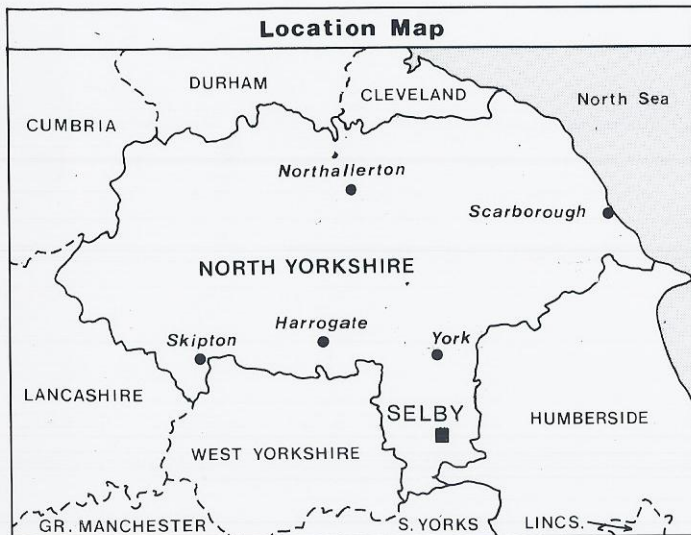 Location Map
DURHAM
CLEVELAND
North Sea
CUMBRIA
Northallerton
Scarborough
NORTH YORKSHIRE
Harrogate
Skipton
York
LANCASHIRE
SELBY
HUMBERSIDE
WEST YORKSHIRE
GR. MANCHESTER
S. YORKS
LINCS.